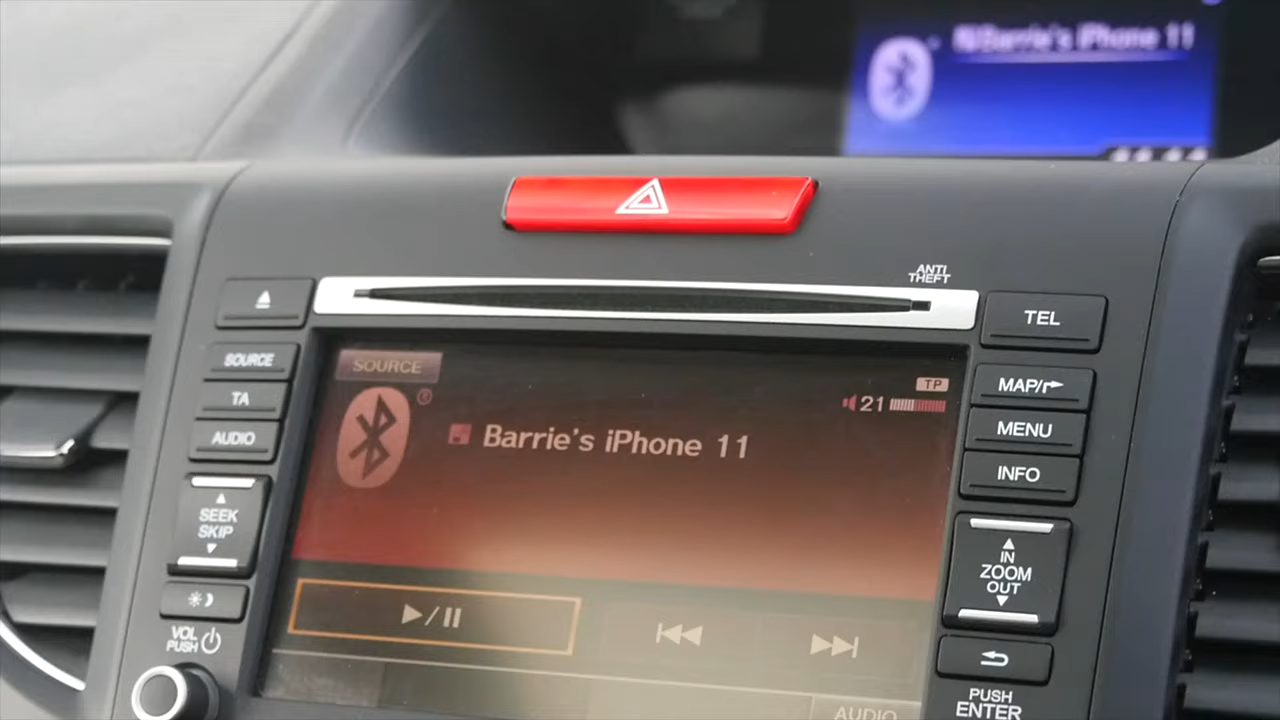 Barrie's iPhone 11
ANTI
THEFT
TEL
SOURCE
TA
AUDIO
SEEK
SKIP
VOL
PUSH
SOURCE
TP
21
Barrie's iPhone 11
AUDIO
MAP/
MENU
INFO
IN
ZOOM
OUT
PUSH
ENTER